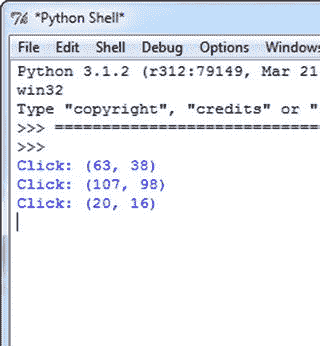 *Python Shell*
File Edit Shell Debug Options Windows
Python 3.1.2 (r312:79149, Mar 21
win32
Type "copyright", "credits" or "
>>> ==============================
>>>
Click: (63, 38)
Click: (107, 98)
Click: (20, 16)